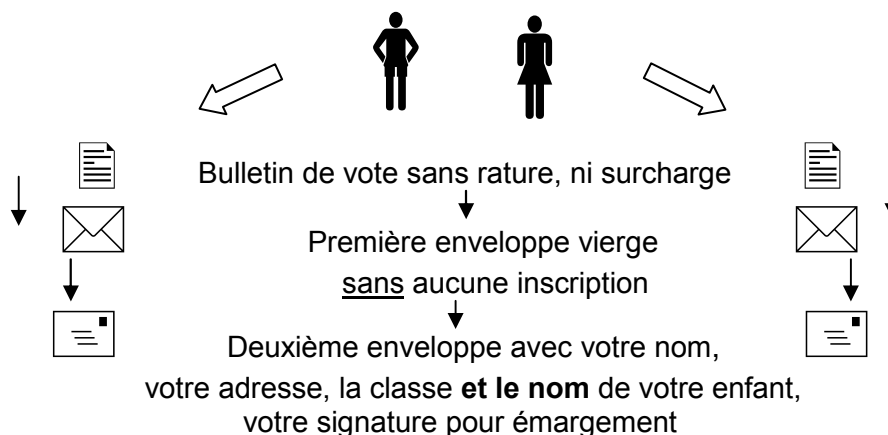 Bulletin de vote sans rature, ni surcharge
Première enveloppe vierge
sans aucune inscription
Deuxième enveloppe avec votre nom,
votre adresse, la classe et le nom de votre enfant,
votre signature pour émargement